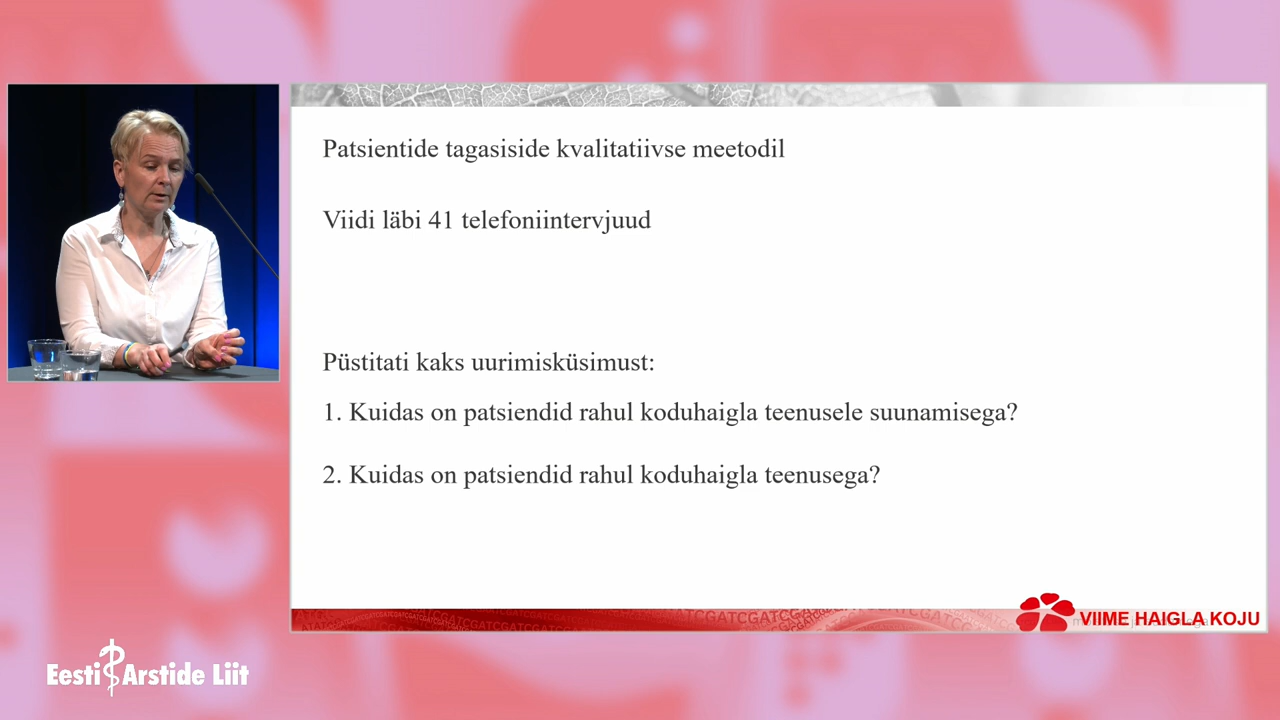 Patsientide tagasiside kvalitatiivse meetodil
Viidi läbi 41 telefoniintervjuud
Püstitati kaks uurimisküsimust:
1. Kuidas on patsiendid rahul koduhaigla teenusele suunamisega?
2. Kuidas on patsiendid rahul koduhaigla teenusega?
VIIME HAIGLA KOJU
Eesti Arstide Liit